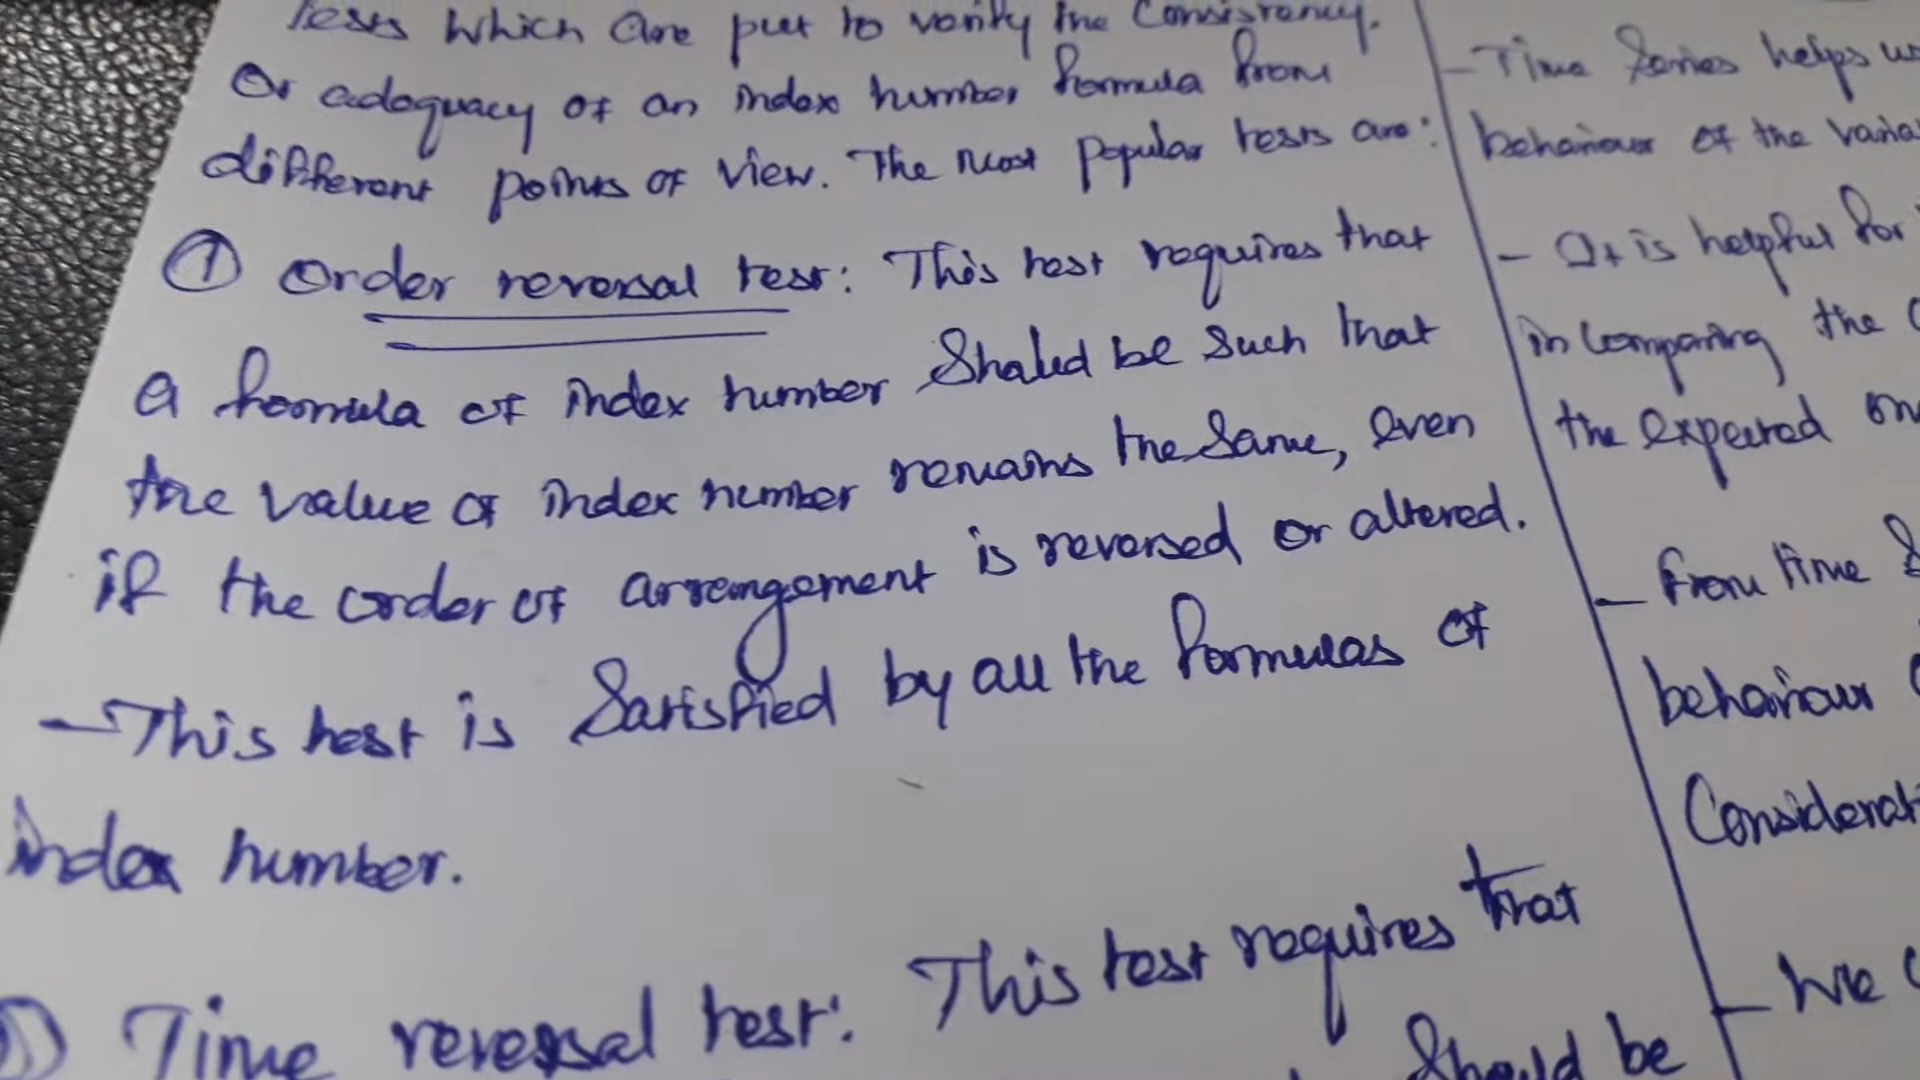 tests which are put to verify the consistency.
Or adequacy of an index number formula from
different points of view. The most popular tests are:
① Order reversal test: This test requires that
a formula of index number should be such that
the value of index number remains the same, even
if the order of arrangement is reversed or altered.
- This test is satisfied by all the formulas of
index number.
Time reversal test: This test requires that
should be
- Time Series helps us
behaviour of the varia
- It is helpful for
in comparing the
the expected
- From time
behaviour
Considerat
- We